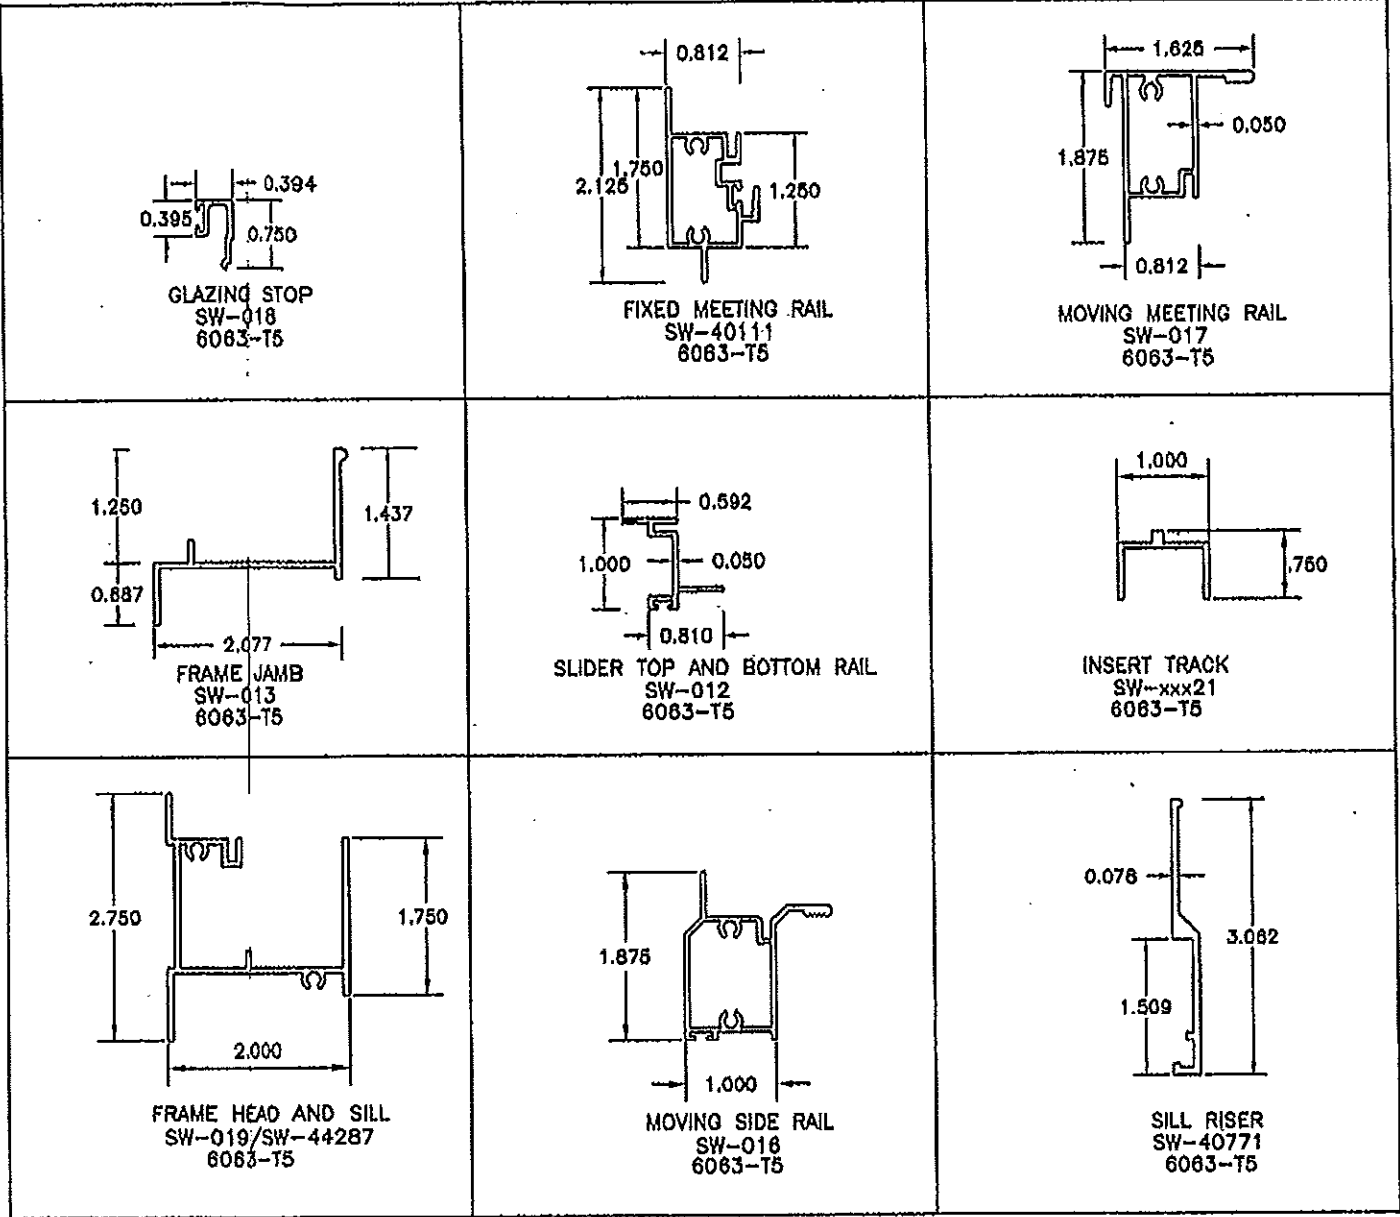 0.394
0.395
0.750
GLAZING STOP
SW-018
6063-T5
0.812
1.750
2.125
1.250
FIXED MEETING RAIL
SW-40111
6063-T5
1.625
0.050
1.875
0.812
MOVING MEETING RAIL
SW-017
6063-T5
1.250
1.437
0.687
2.077
FRAME JAMB
SW-013
6063-T5
0.592
1.000
0.050
0.810
SLIDER TOP AND BOTTOM RAIL
SW-012
6063-T5
1.000
.750
INSERT TRACK
SW-xxx21
6063-T5
2.750
1.750
2.000
FRAME HEAD AND SILL
SW-019/SW-44287
6063-T5
1.875
1.000
MOVING SIDE RAIL
SW-016
6063-T5
0.078
3.062
1.509
SILL RISER
SW-40771
6063-T5